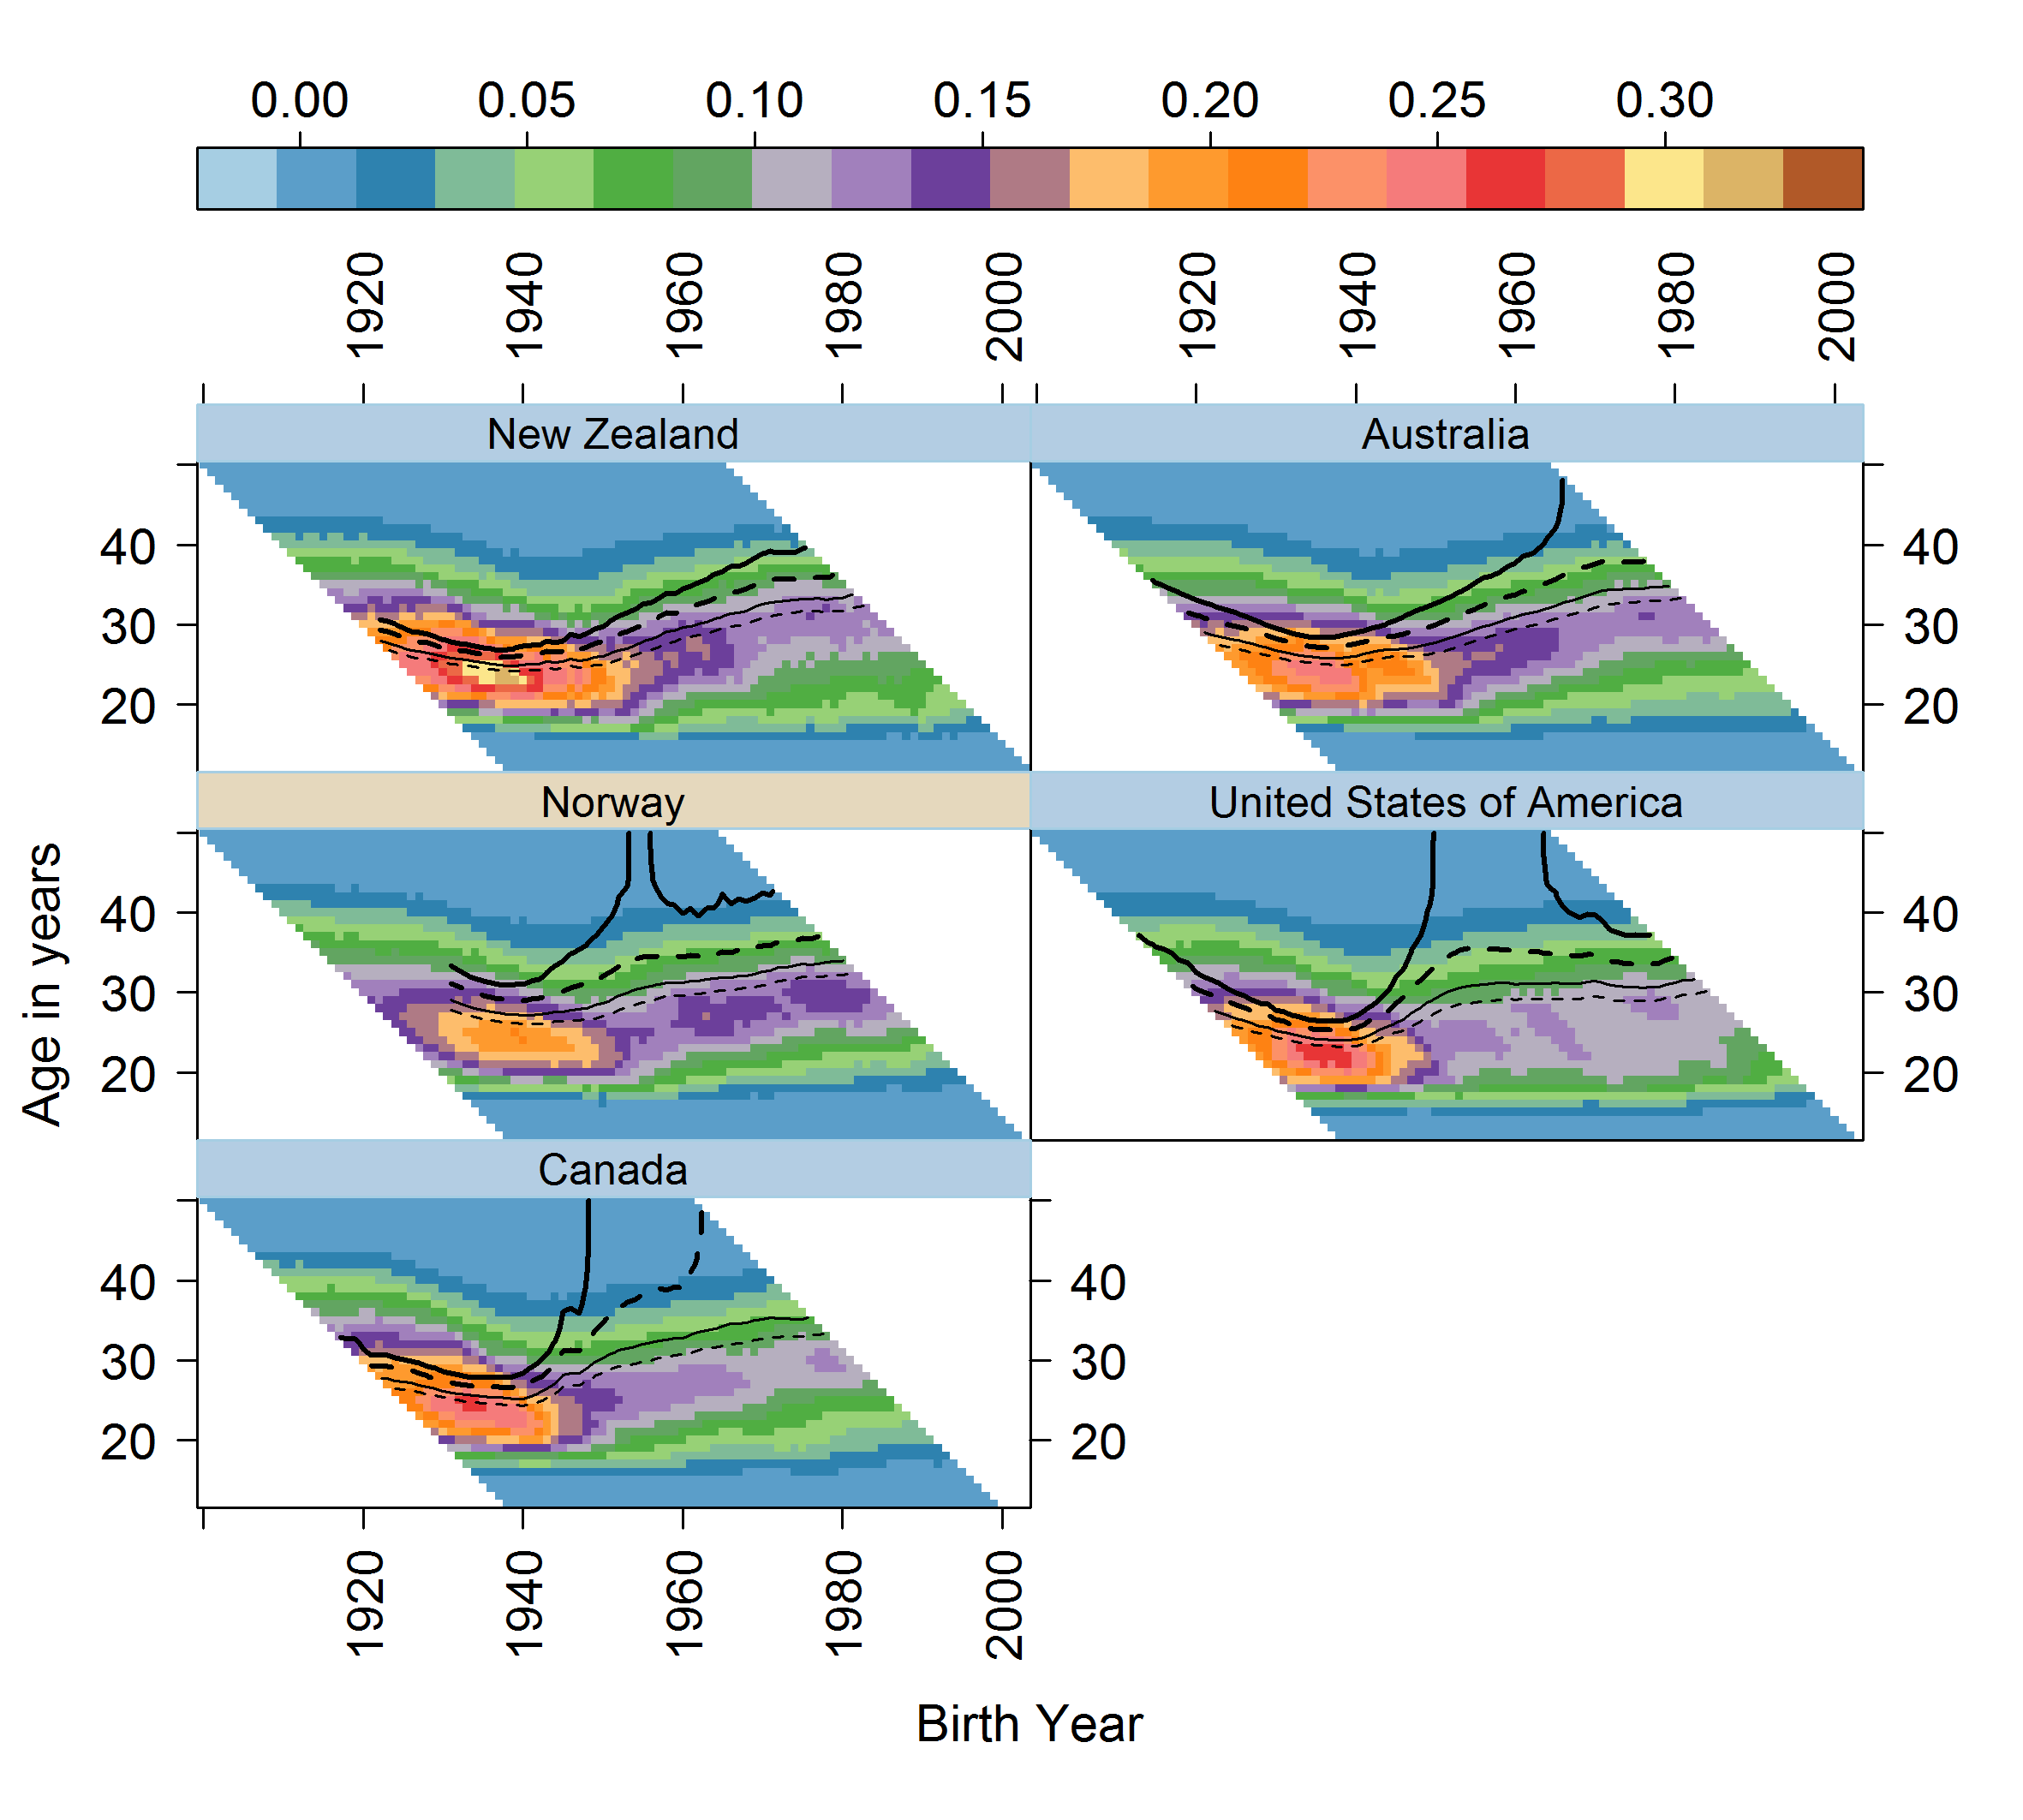 0.00 0.05 0.10 0.15 0.20 0.25 0.30
1920 1940 1960 1980 2000 1920 1940 1960 1980 2000
New Zealand Australia
40 40
30 30
20 20
Norway United States of America
40 40
30 30
20 20
Age in years
Canada
40 40
30 30
20 20
1920 1940 1960 1980 2000
Birth Year